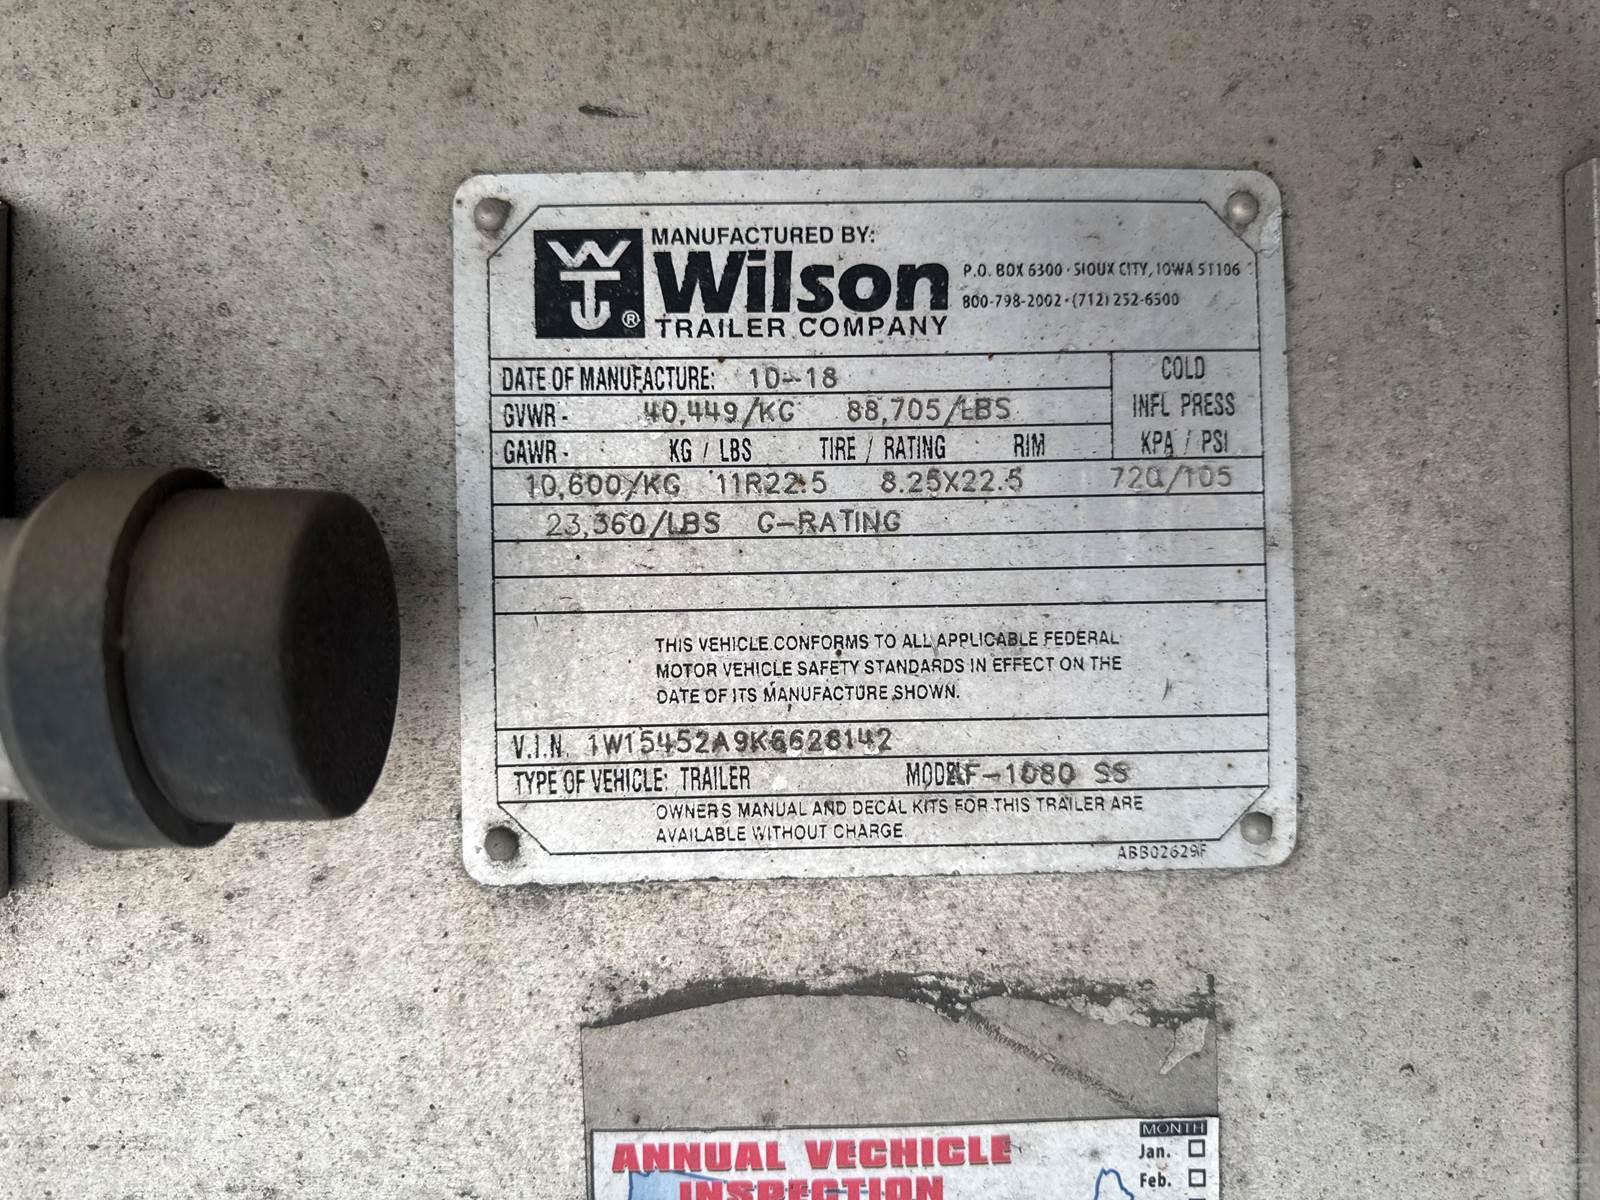 WTC ®
MANUFACTURED BY:
Wilson
TRAILER COMPANY
P.O. BOX 6300 · SIOUX CITY, IOWA 51106
800-798-2002 · (712) 252-6500
DATE OF MANUFACTURE: 10-18
COLD
INFL PRESS
KPA / PSI
GVWR - 40,449/KG 88,705/LBS
GAWR - KG / LBS TIRE / RATING RIM
10,600/KG 11R22.5 8.25X22.5 720/105
23,360/LBS G-RATING
THIS VEHICLE CONFORMS TO ALL APPLICABLE FEDERAL
MOTOR VEHICLE SAFETY STANDARDS IN EFFECT ON THE
DATE OF ITS MANUFACTURE SHOWN.
V.I.N. 1W15452A9K6628142
TYPE OF VEHICLE: TRAILER MODEL AF-1080 SS
OWNERS MANUAL AND DECAL KITS FOR THIS TRAILER ARE
AVAILABLE WITHOUT CHARGE
ABB02629F
ANNUAL VECHICLE
INSPECTION
MONTH
Jan.
Feb.